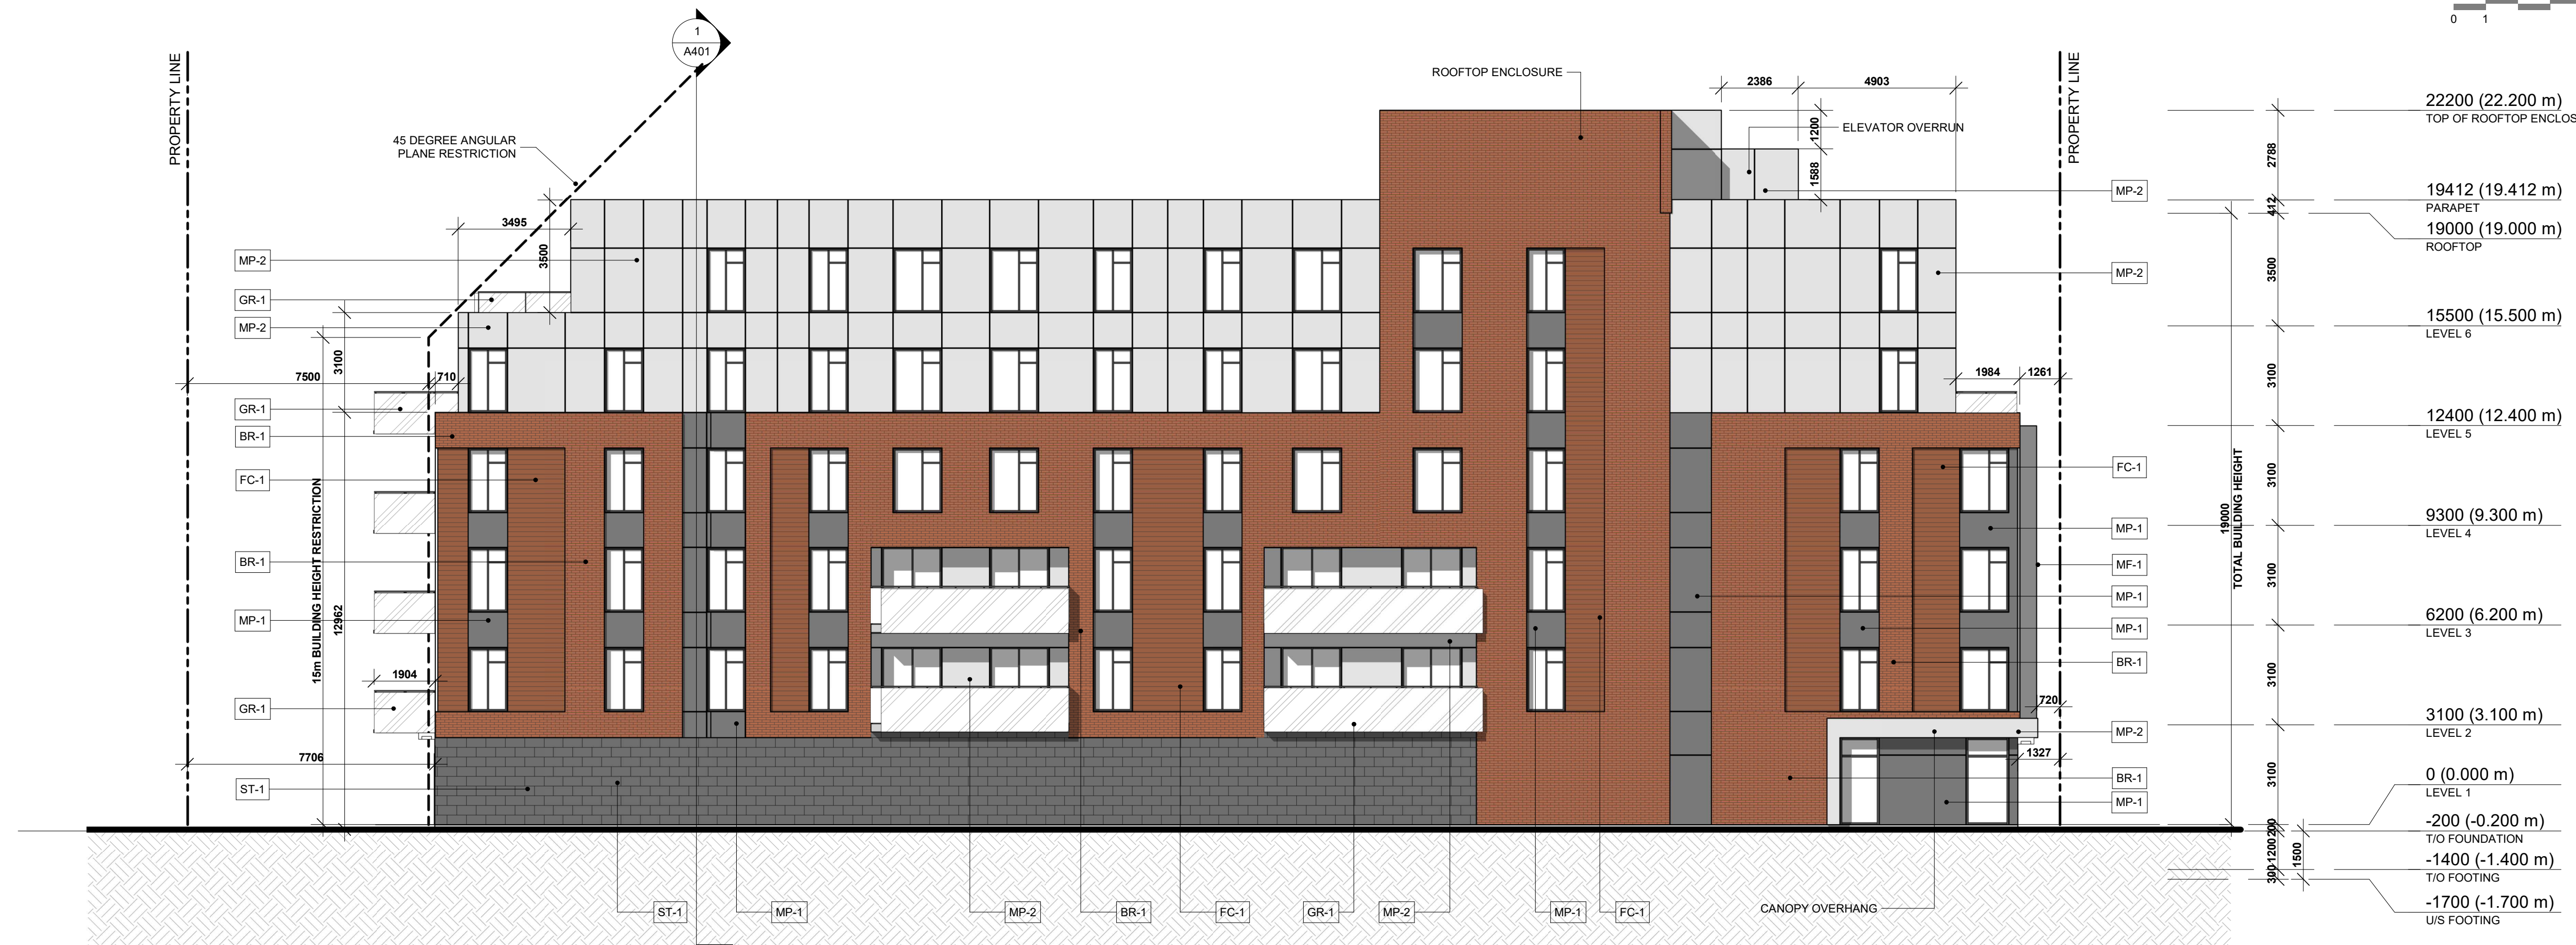 0 1
1
A401
PROPERTY LINE
45 DEGREE ANGULAR
PLANE RESTRICTION
ROOFTOP ENCLOSURE
2386
4903
1200
1588
ELEVATOR OVERRUN
PROPERTY LINE
3495
3500
MP-2
GR-1
MP-2
3100
7500
710
GR-1
BR-1
FC-1
15m BUILDING HEIGHT RESTRICTION
12962
BR-1
MP-1
1904
GR-1
7706
ST-1
MP-2
MP-2
1984
1261
FC-1
MP-1
MF-1
MP-1
MP-1
BR-1
720
MP-2
1327
BR-1
MP-1
19000
TOTAL BUILDING HEIGHT
2788
412
3500
3100
3100
3100
3100
3100
200
1200
300
1500
22200 (22.200 m)
TOP OF ROOFTOP ENCLOS
19412 (19.412 m)
PARAPET
19000 (19.000 m)
ROOFTOP
15500 (15.500 m)
LEVEL 6
12400 (12.400 m)
LEVEL 5
9300 (9.300 m)
LEVEL 4
6200 (6.200 m)
LEVEL 3
3100 (3.100 m)
LEVEL 2
0 (0.000 m)
LEVEL 1
-200 (-0.200 m)
T/O FOUNDATION
-1400 (-1.400 m)
T/O FOOTING
-1700 (-1.700 m)
U/S FOOTING
ST-1
MP-1
MP-2
BR-1
FC-1
GR-1
MP-2
MP-1
FC-1
CANOPY OVERHANG